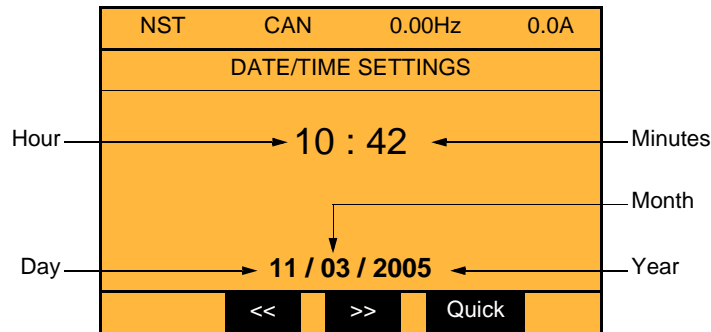 NST CAN 0.00Hz 0.0A
DATE/TIME SETTINGS
Hour 10 : 42 Minutes
Month
Day 11 / 03 / 2005 Year
<< >> Quick